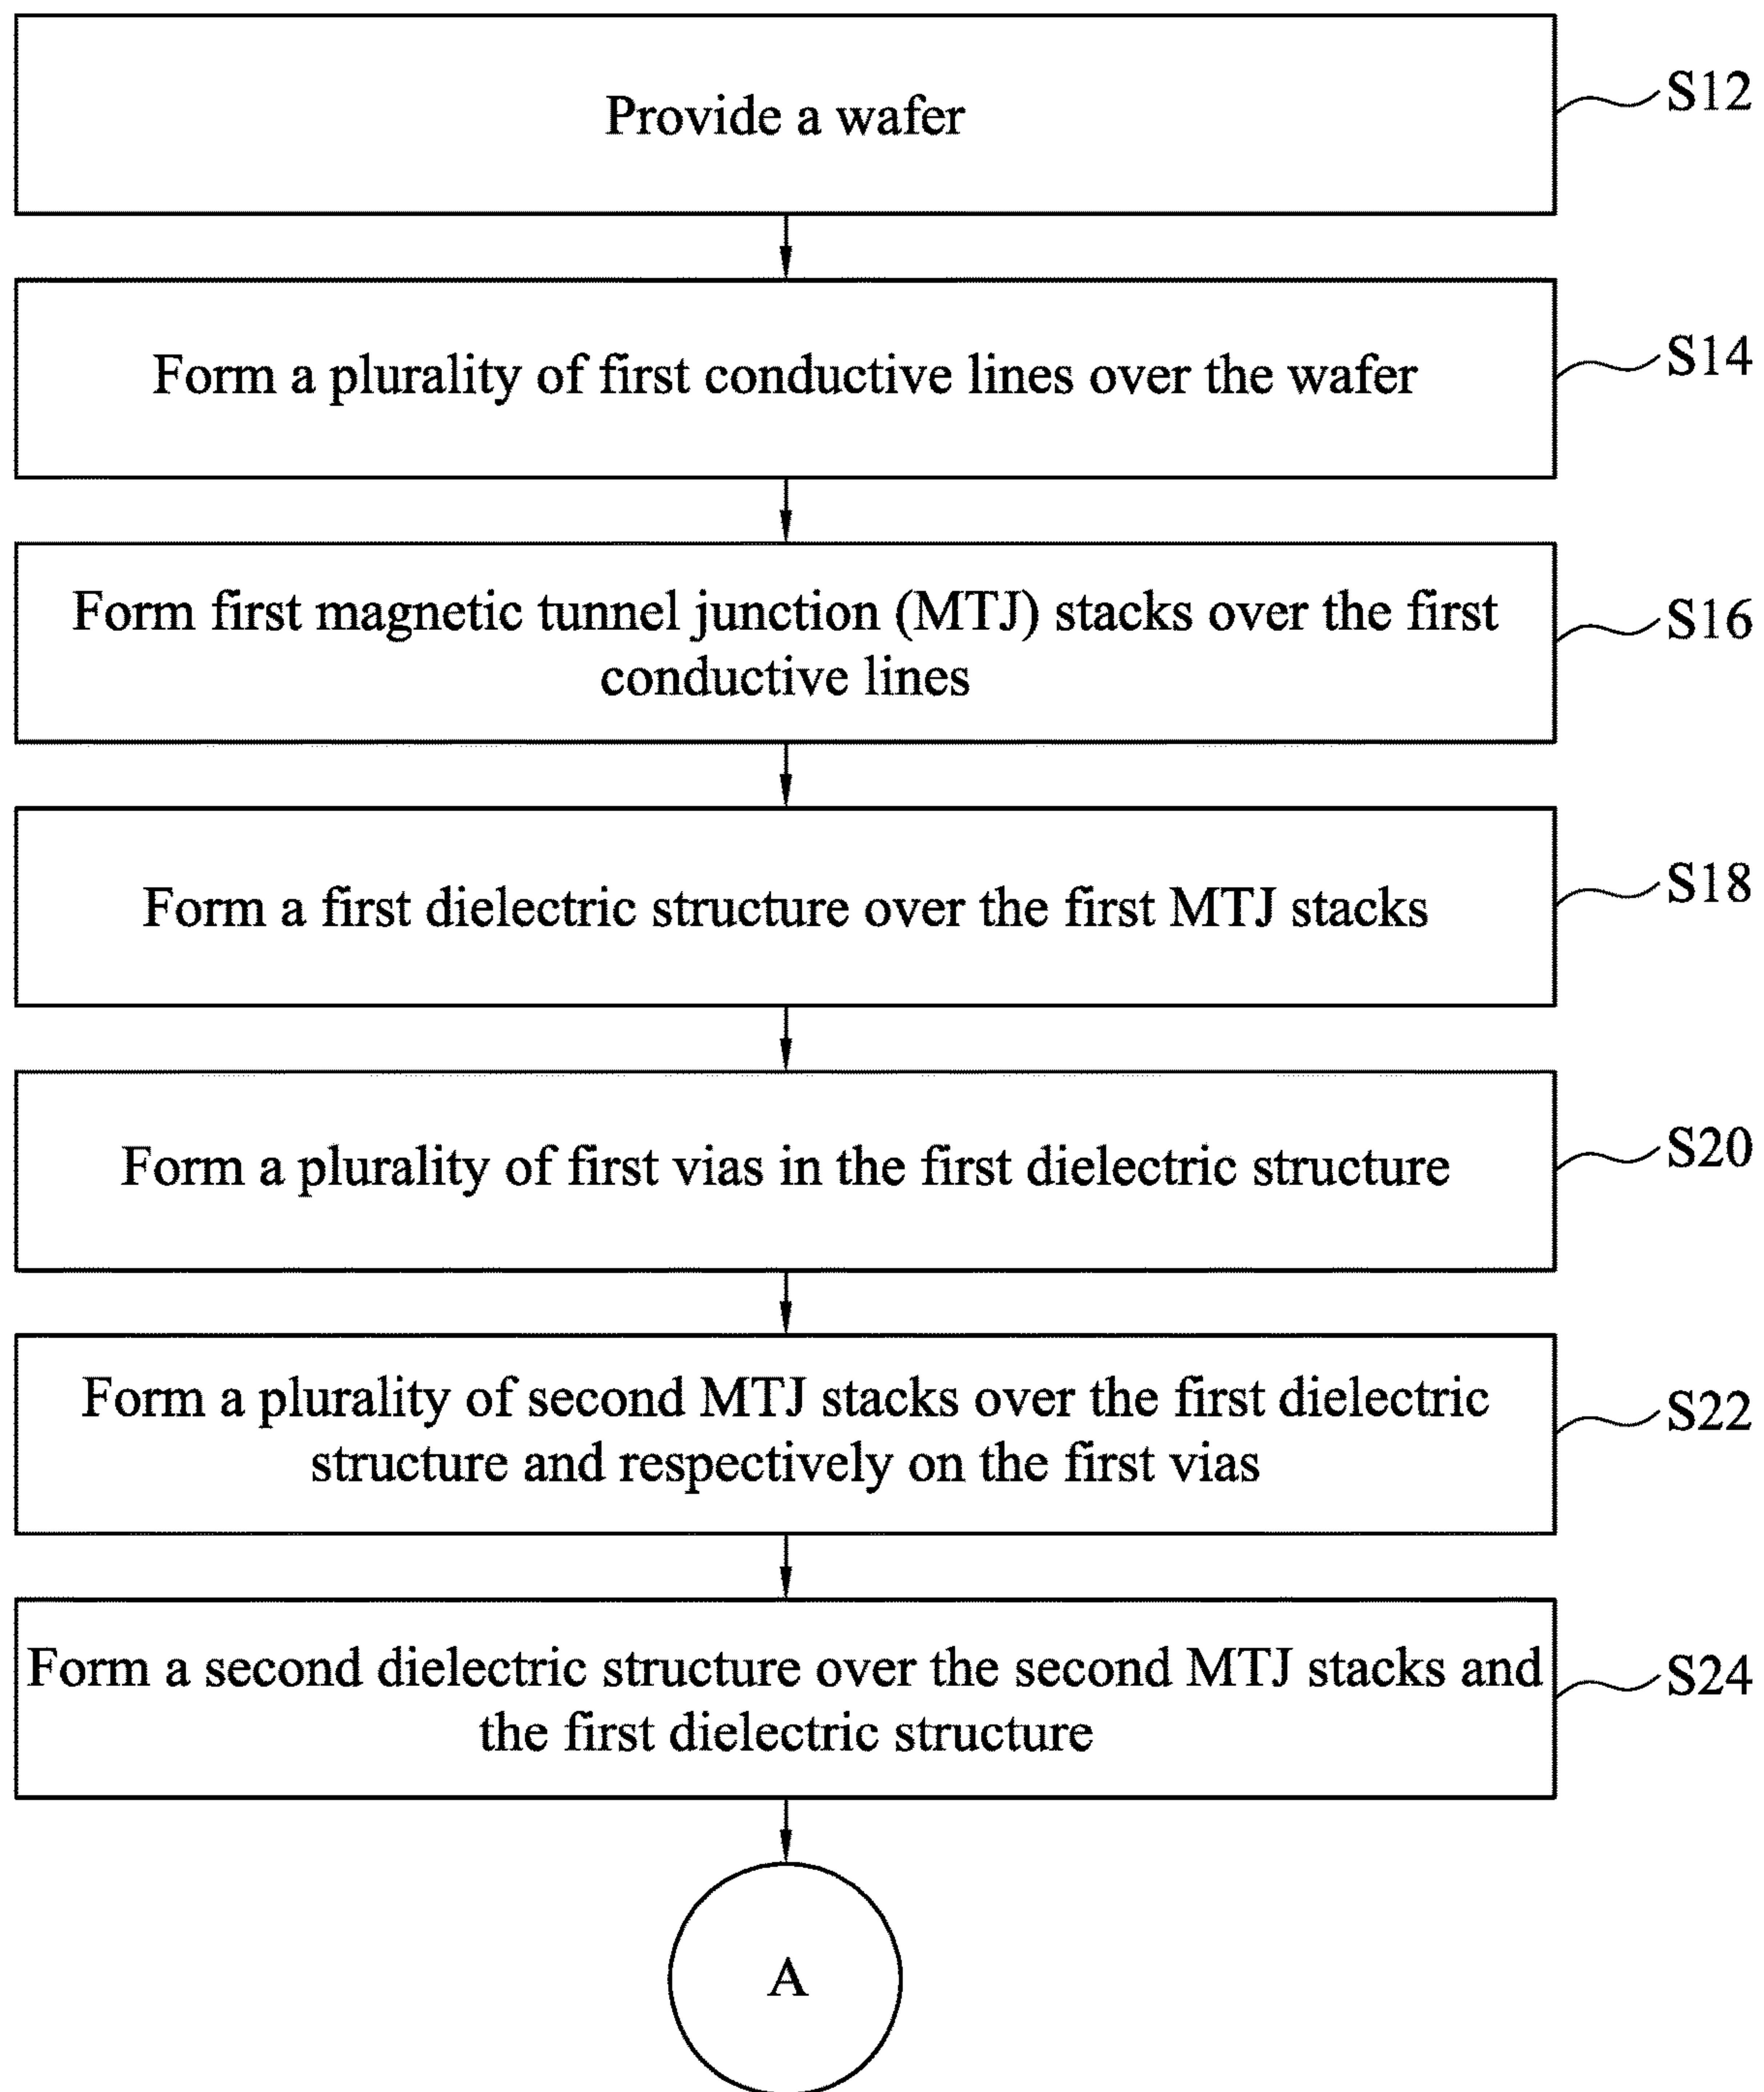 Provide a wafer
S12
Form a plurality of first conductive lines over the wafer
S14
Form first magnetic tunnel junction (MTJ) stacks over the first
conductive lines
S16
Form a first dielectric structure over the first MTJ stacks
S18
Form a plurality of first vias in the first dielectric structure
S20
Form a plurality of second MTJ stacks over the first dielectric
structure and respectively on the first vias
S22
Form a second dielectric structure over the second MTJ stacks and
the first dielectric structure
S24
A